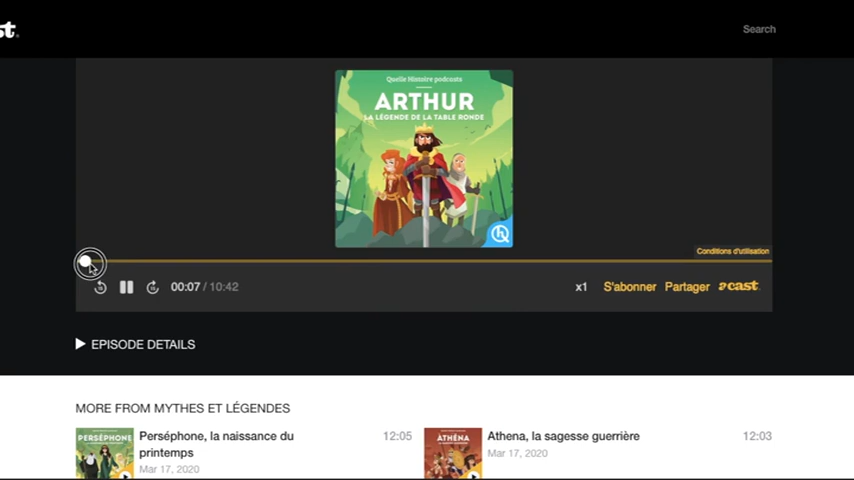 st.
Search
Quelle Histoire podcasts
ARTHUR
LA LÉGENDE DE LA TABLE RONDE
Conditions d'utilisation
00:07 / 10:42
x1
S'abonner
Partager
acast
EPISODE DETAILS
MORE FROM MYTHES ET LÉGENDES
PERSÉPHONE
Perséphone, la naissance du
printemps
12:05
Mar 17, 2020
ATHÉNA
Athena, la sagesse guerrière
12:03
Mar 17, 2020